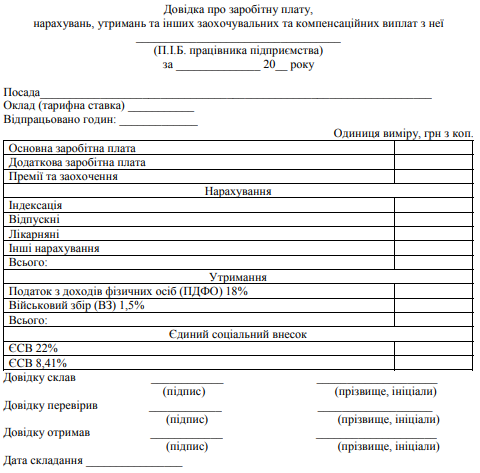 Довідка про заробітну плату,
нарахувань, утримань та інших заохочувальних та компенсаційних виплат з неї
___________________________________
(П.І.Б. працівника підприємства)
за ______________ 20__ року
Посада___________________________________________________________________
Оклад (тарифна ставка) ___________
Відпрацьовано годин: _____________
Одиниця виміру, грн з коп.
Основна заробітна плата
Додаткова заробітна плата
Премії та заохочення
Нарахування
Індексація
Відпускні
Лікарняні
Інші нарахування
Всього:
Утримання
Податок з доходів фізичних осіб (ПДФО) 18%
Військовий збір (ВЗ) 1,5%
Всього:
Єдиний соціальний внесок
ЄСВ 22%
ЄСВ 8,41%
Довідку склав ____________ ____________________
(підпис) (прізвище, ініціали)
Довідку перевірив ____________ ____________________
(підпис) (прізвище, ініціали)
Довідку отримав ____________ ____________________
(підпис) (прізвище, ініціали)
Дата складання ________________